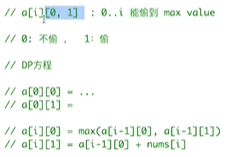 // a[i][0, 1] : 0..i 能偷到 max value
// 0: 不偷 ， 1: 偷
// DP方程
// a[0][0] = ...
// a[0][1] =
// a[i][0] = max(a[i-1][0], a[i-1][1])
// a[i][1] = a[i-1][0] + nums[i]